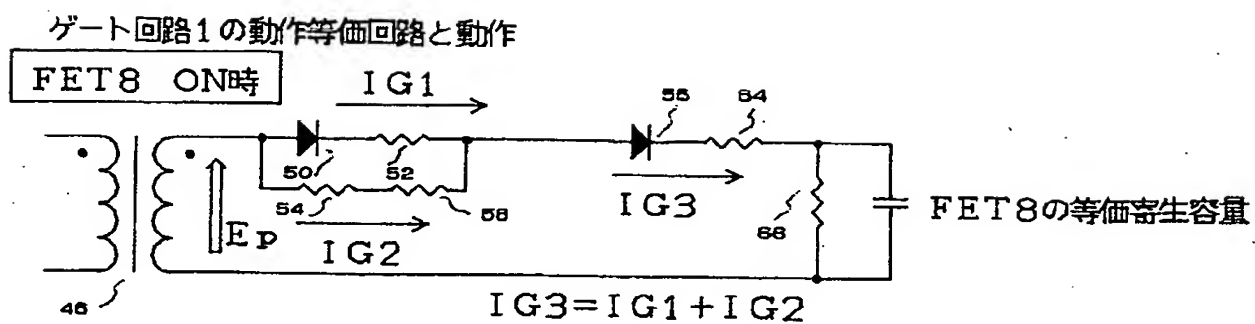 ゲート回路1の動作等価回路と動作
FET8 ON時
IG1
56
64
50
52
54
58
IG3
66
FET8の等価寄生容量
Ep
IG2
46
IG3=IG1+IG2